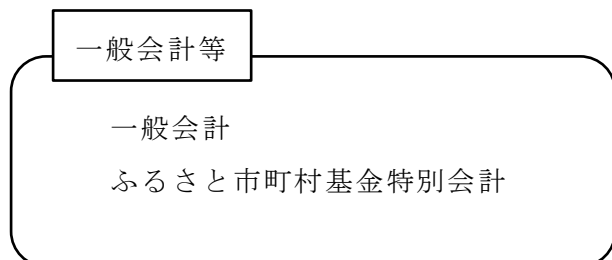 一般会計等
一般会計
ふるさと市町村基金特別会計